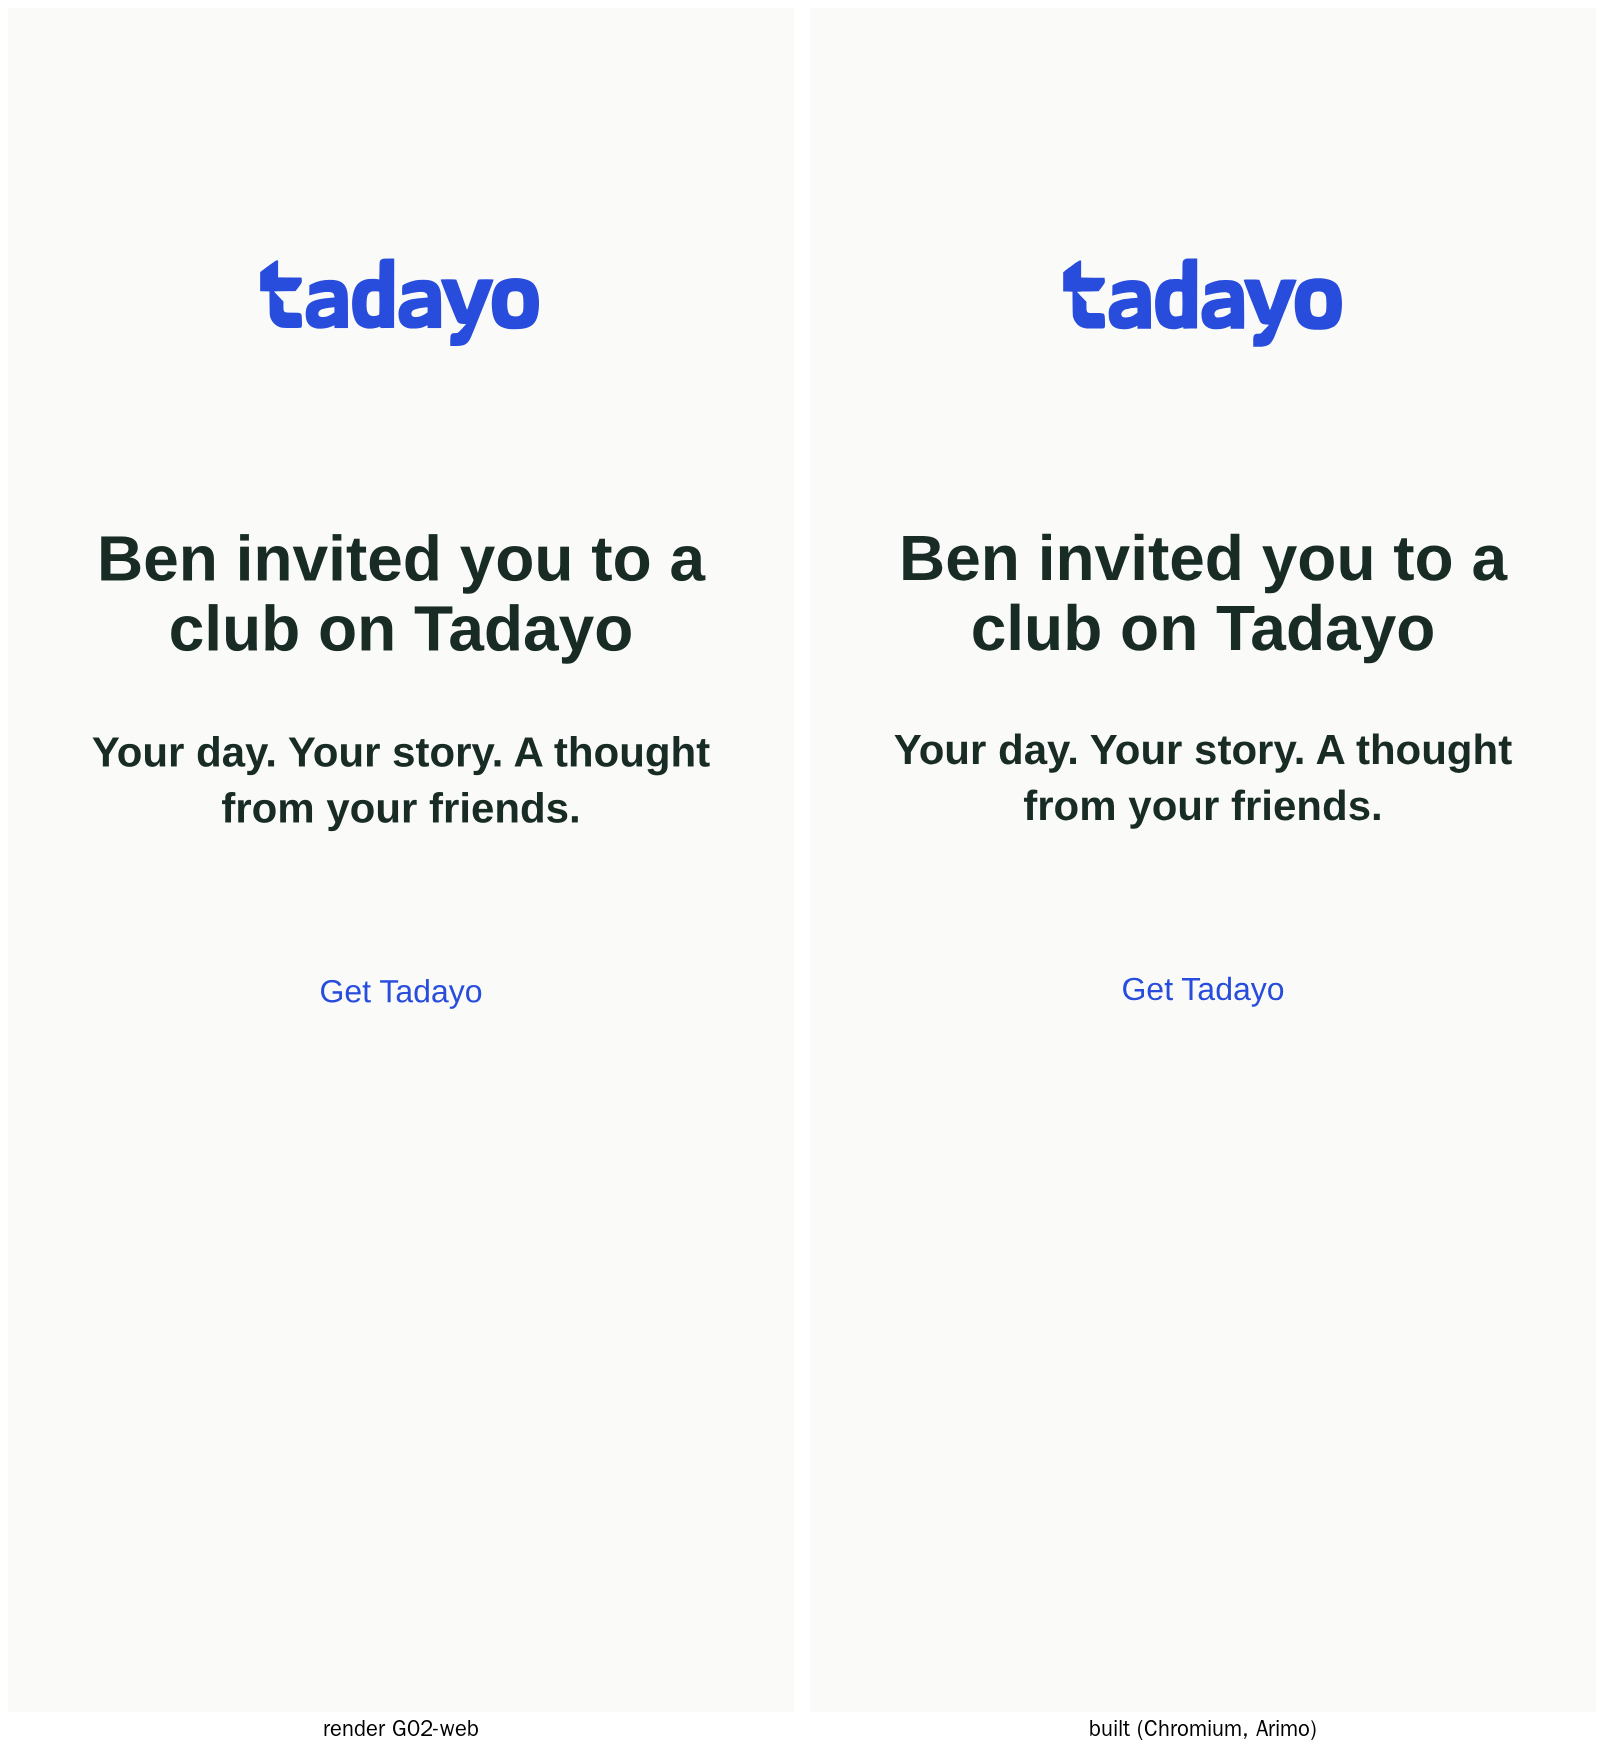 tadayo
Ben invited you to a
club on Tadayo
Your day. Your story. A thought
from your friends.
Get Tadayo
render G02-web
tadayo
Ben invited you to a
club on Tadayo
Your day. Your story. A thought
from your friends.
Get Tadayo
built (Chromium, Arimo)